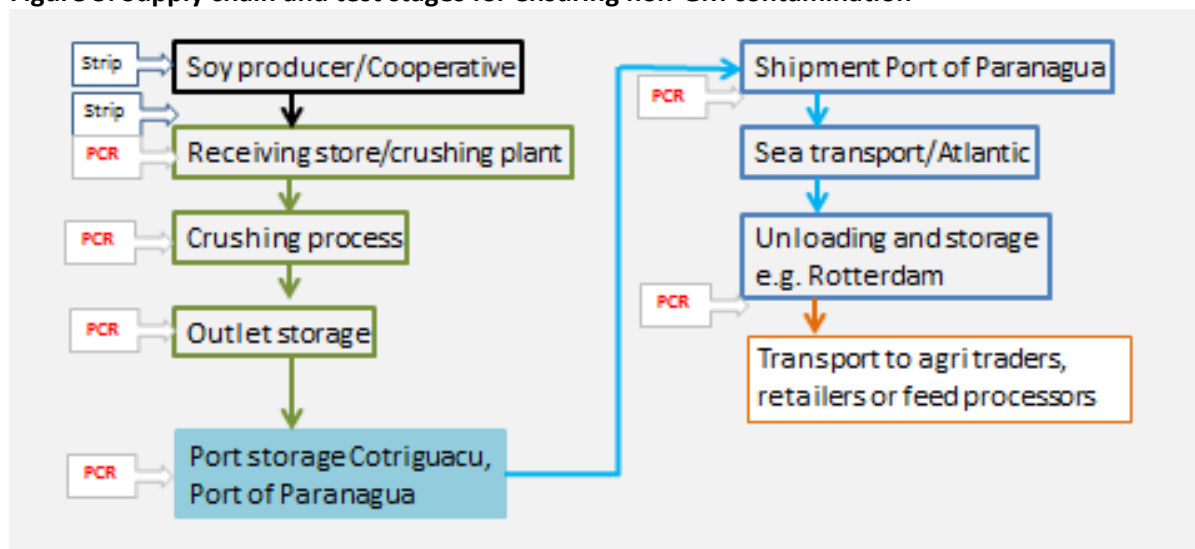 Strip
Soy producer/Cooperative
Strip
PCR
Receiving store/crushing plant
PCR
Crushing process
PCR
Outlet storage
PCR
Port storage Cotriguacu,
Port of Paranagua
Shipment Port of Paranagua
PCR
Sea transport/Atlantic
Unloading and storage
e.g. Rotterdam
PCR
Transport to agri traders,
retailers or feed processors